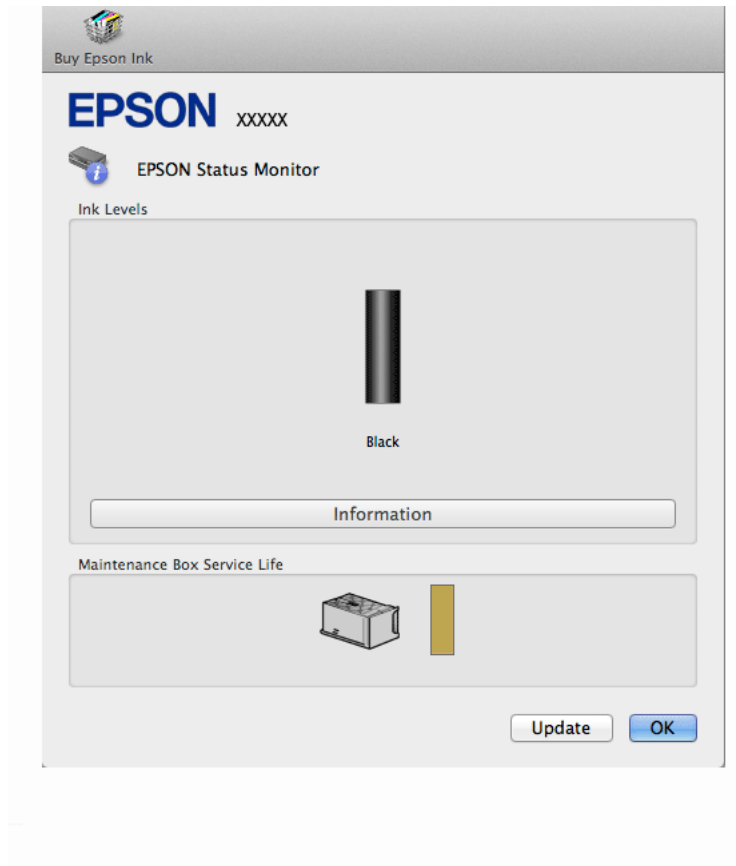 Buy Epson Ink
EPSON XXXXX
EPSON Status Monitor
Ink Levels
Black
Information
Maintenance Box Service Life
Update OK